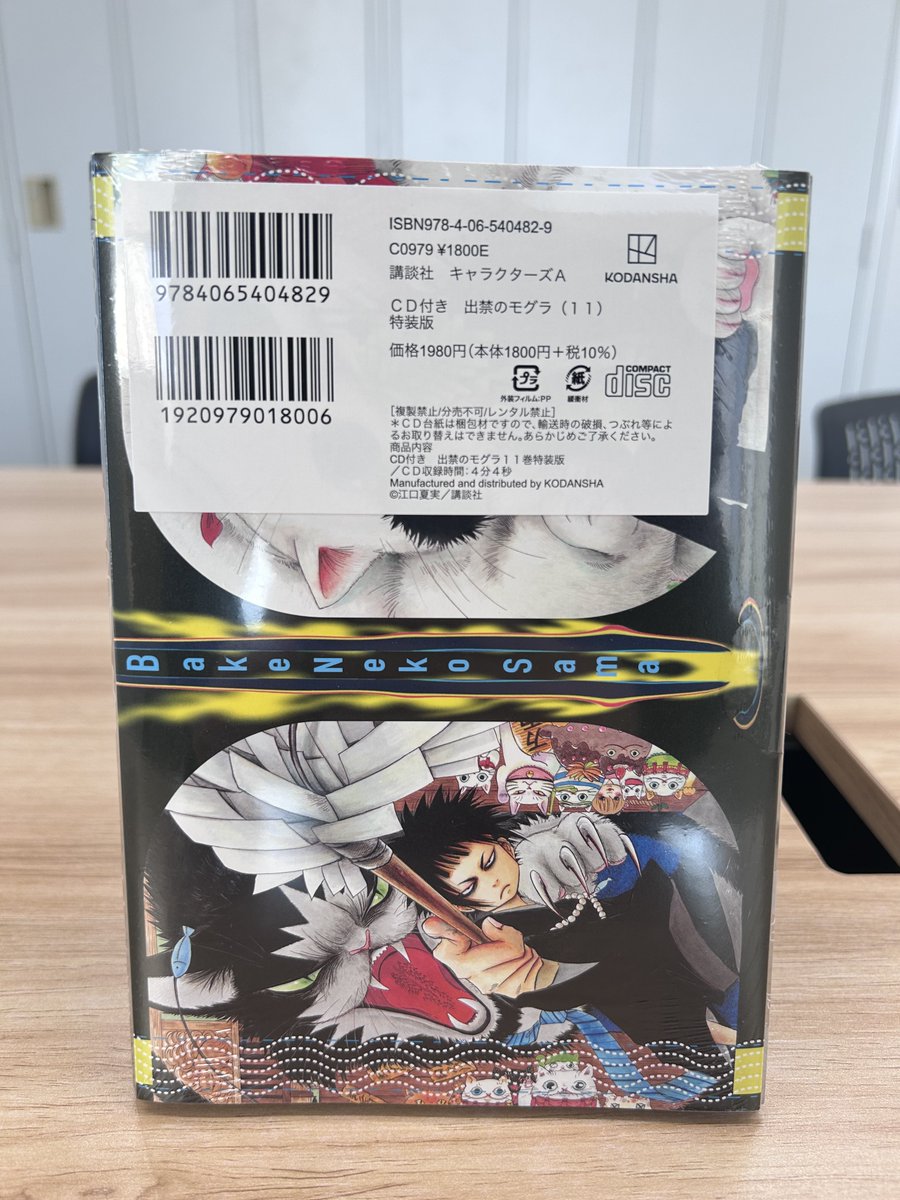 9784065404829
1920979018006
ISBN978-4-06-540482-9
C0979 ¥1800E
講談社 キャラクターズA
KODANSHA
CD付き 出禁のモグラ（11）
特装版
価格1980円（本体1800円＋税10%）
プラ
外装フィルム:PP
紙
緩衝材
COMPACT
disc
［複製禁止/分売不可/レンタル禁止］
＊CD台紙は梱包材ですので、輸送時の破損、つぶれ等によ
るお取り替えはできません。あらかじめご了承ください。
商品内容
CD付き 出禁のモグラ11巻特装版
／CD収録時間：4分4秒
Manufactured and distributed by KODANSHA
©江口夏実／講談社
Bake Neko Sama